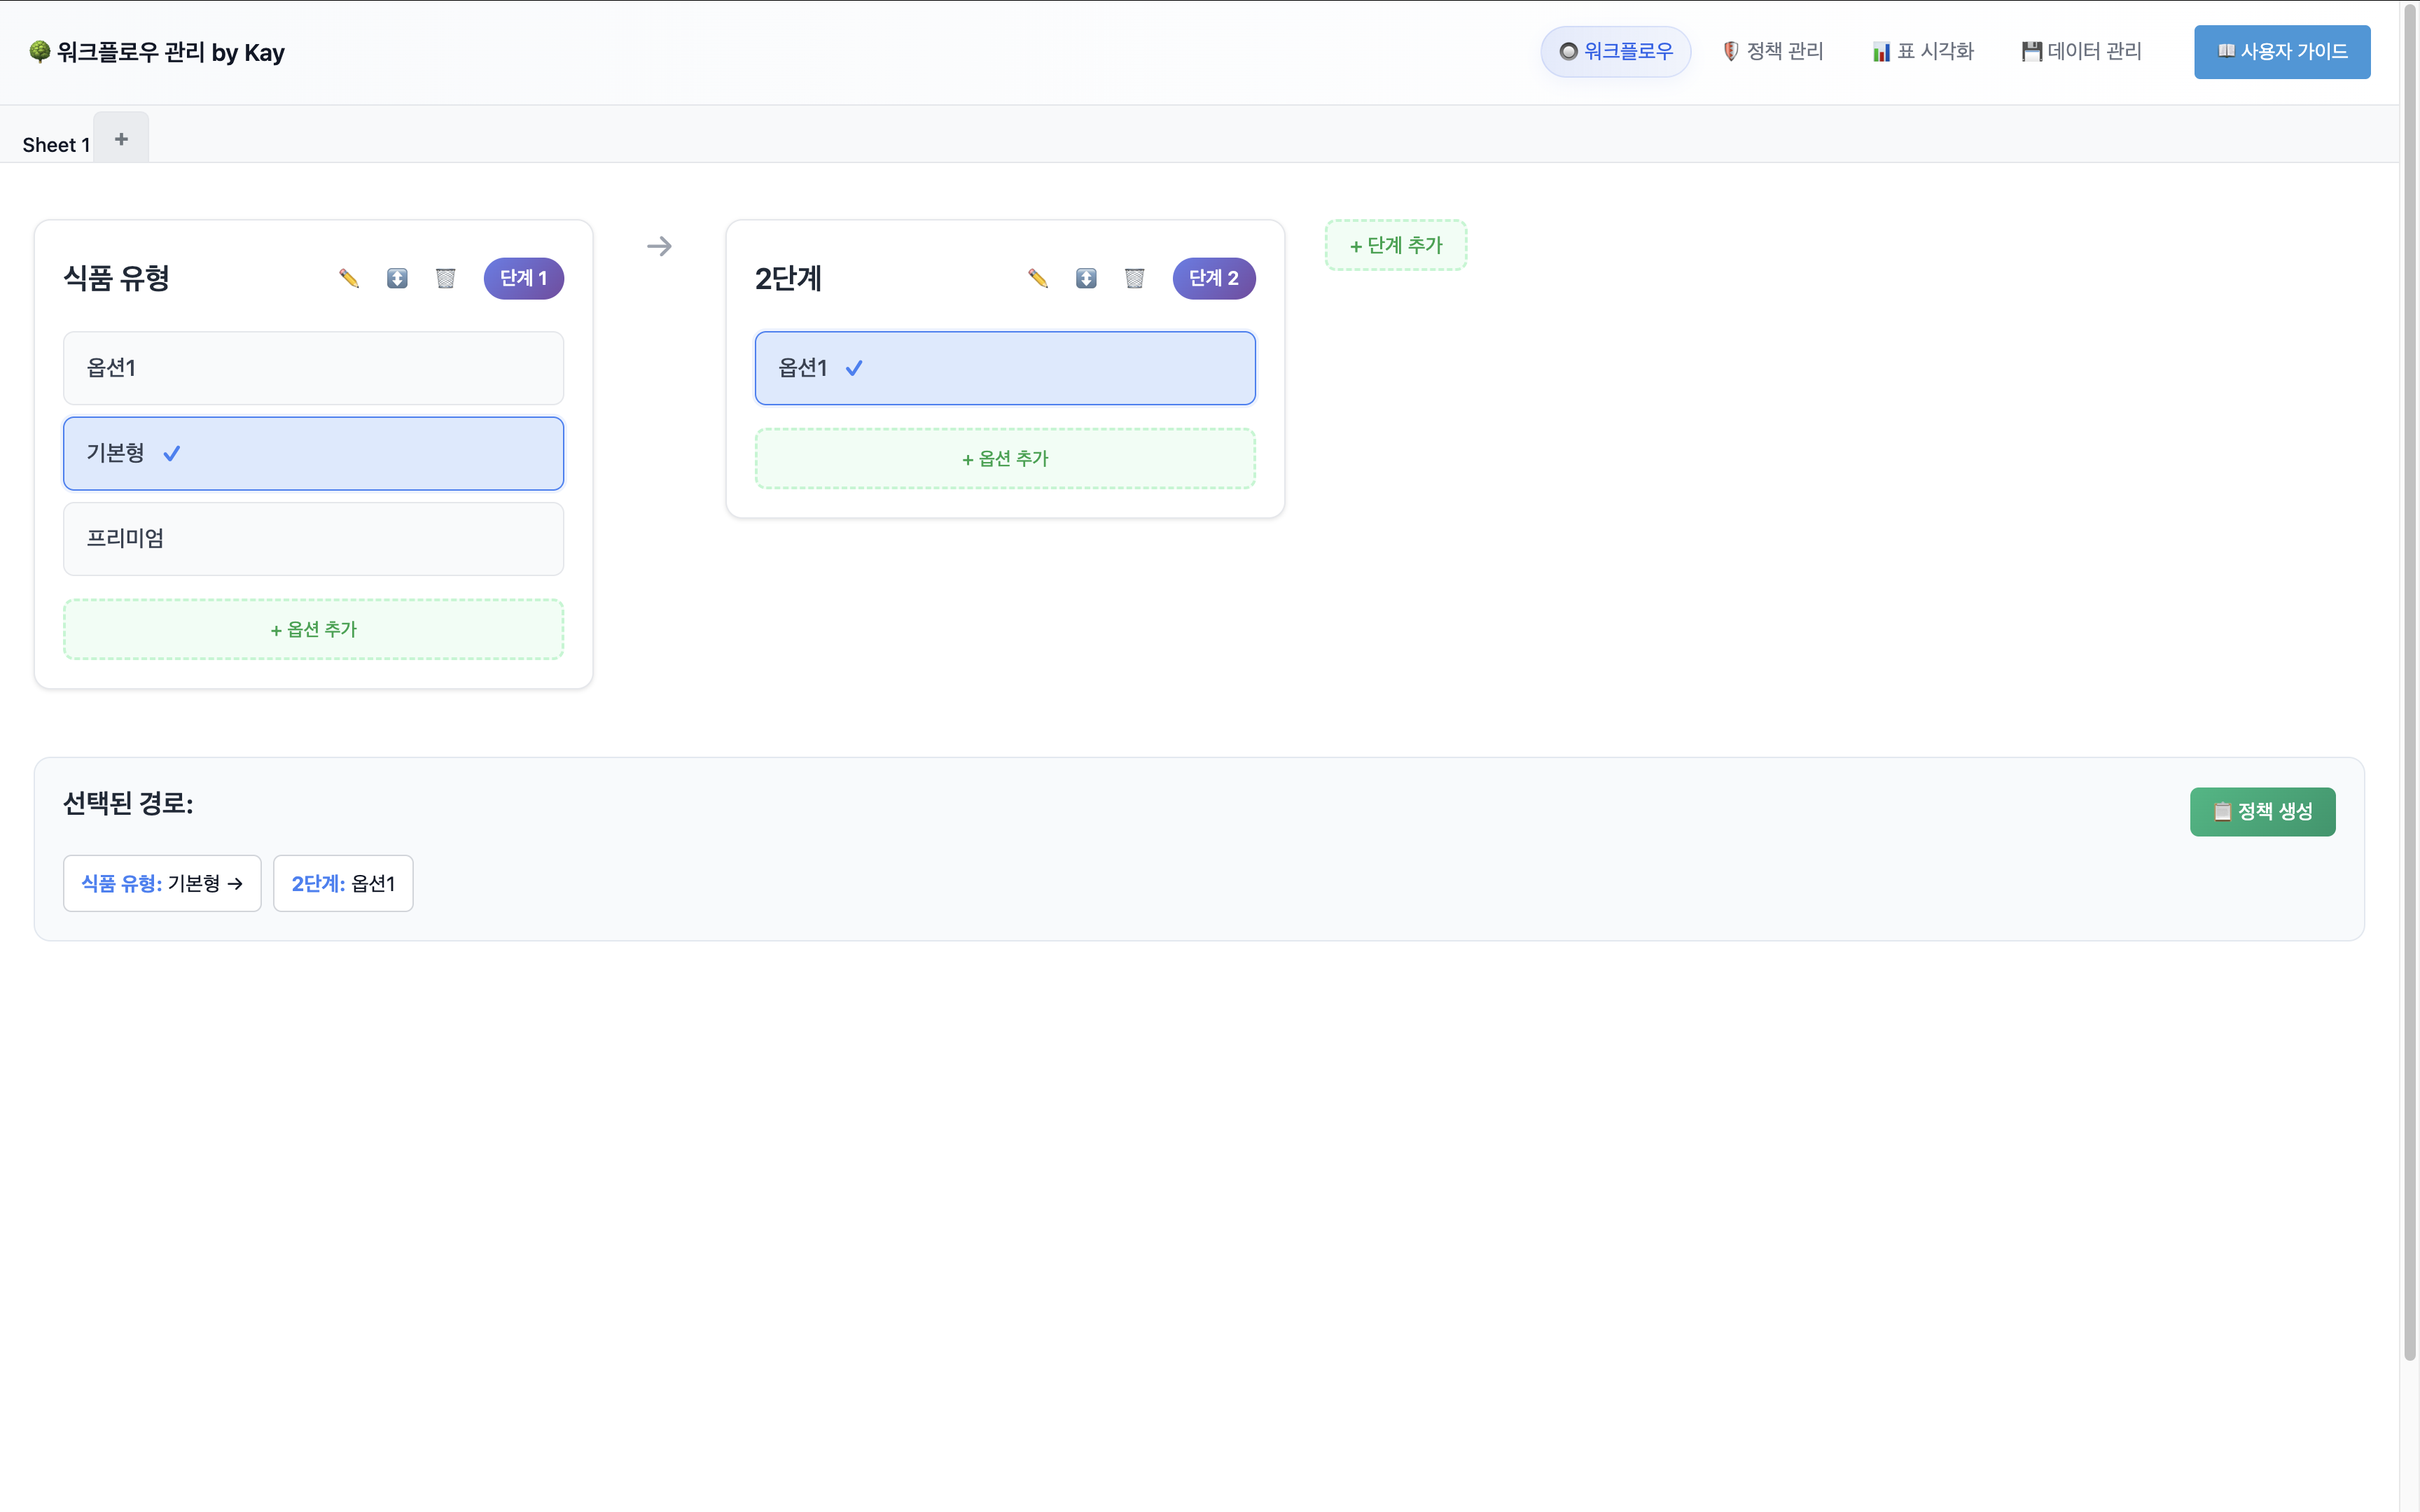 워크플로우 관리 by Kay
워크플로우
정책 관리
표 시각화
데이터 관리
사용자 가이드
Sheet 1
+
식품 유형
단계 1
옵션1
기본형
프리미엄
+ 옵션 추가
→
2단계
단계 2
옵션1
+ 옵션 추가
+ 단계 추가
선택된 경로:
정책 생성
식품 유형: 기본형 →
2단계: 옵션1